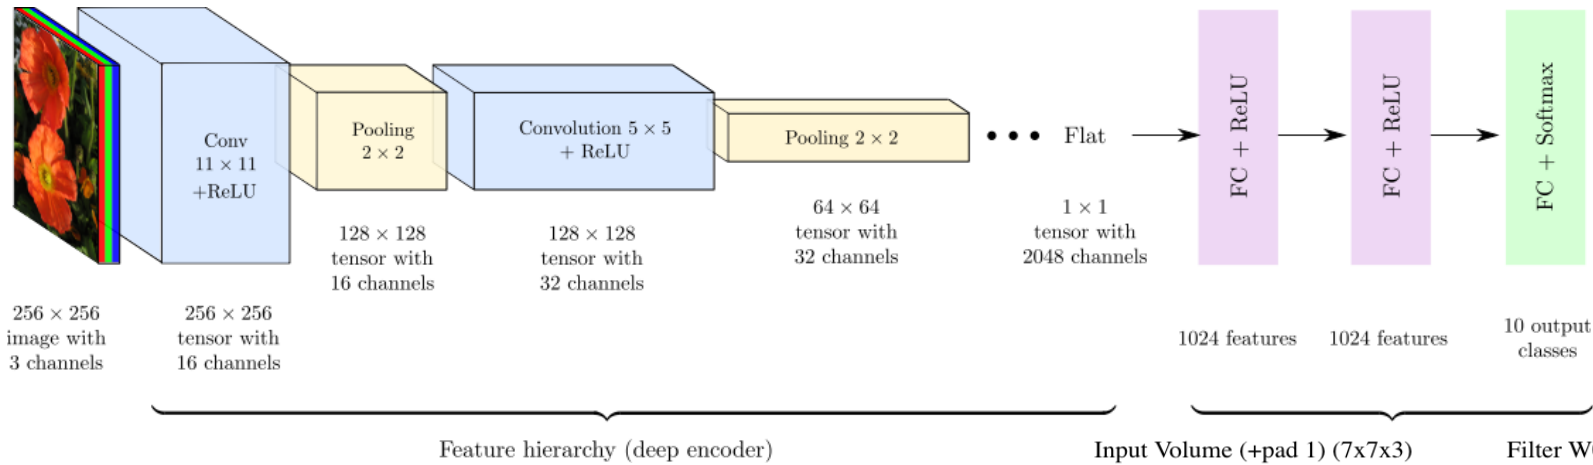 Conv
11 × 11
+ReLU
Pooling
2 × 2
Convolution 5 × 5
+ ReLU
Pooling 2 × 2
Flat
FC + ReLU
FC + ReLU
FC + Softmax
256 × 256
image with
3 channels
256 × 256
tensor with
16 channels
128 × 128
tensor with
16 channels
128 × 128
tensor with
32 channels
64 × 64
tensor with
32 channels
1 × 1
tensor with
2048 channels
1024 features
1024 features
10 output
classes
Feature hierarchy (deep encoder)
Input Volume (+pad 1) (7x7x3)
Filter W